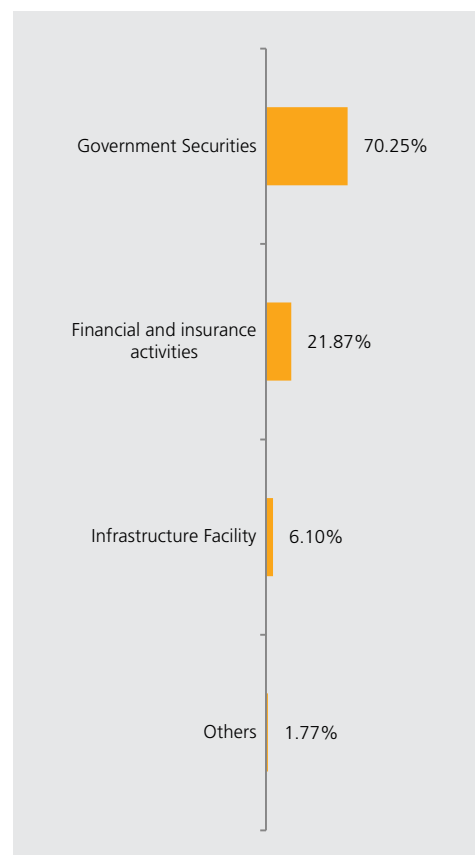 Government Securities
70.25%
Financial and insurance
activities
21.87%
Infrastructure Facility
6.10%
Others
1.77%